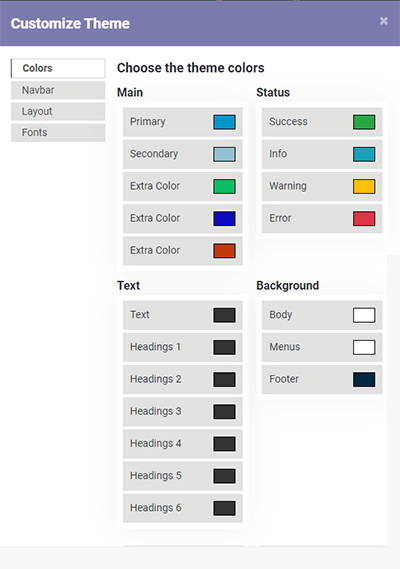 Customize Theme
×
Colors
Navbar
Layout
Fonts
Choose the theme colors
Main
Primary
Secondary
Extra Color
Extra Color
Extra Color
Status
Success
Info
Warning
Error
Text
Text
Headings 1
Headings 2
Headings 3
Headings 4
Headings 5
Headings 6
Background
Body
Menus
Footer